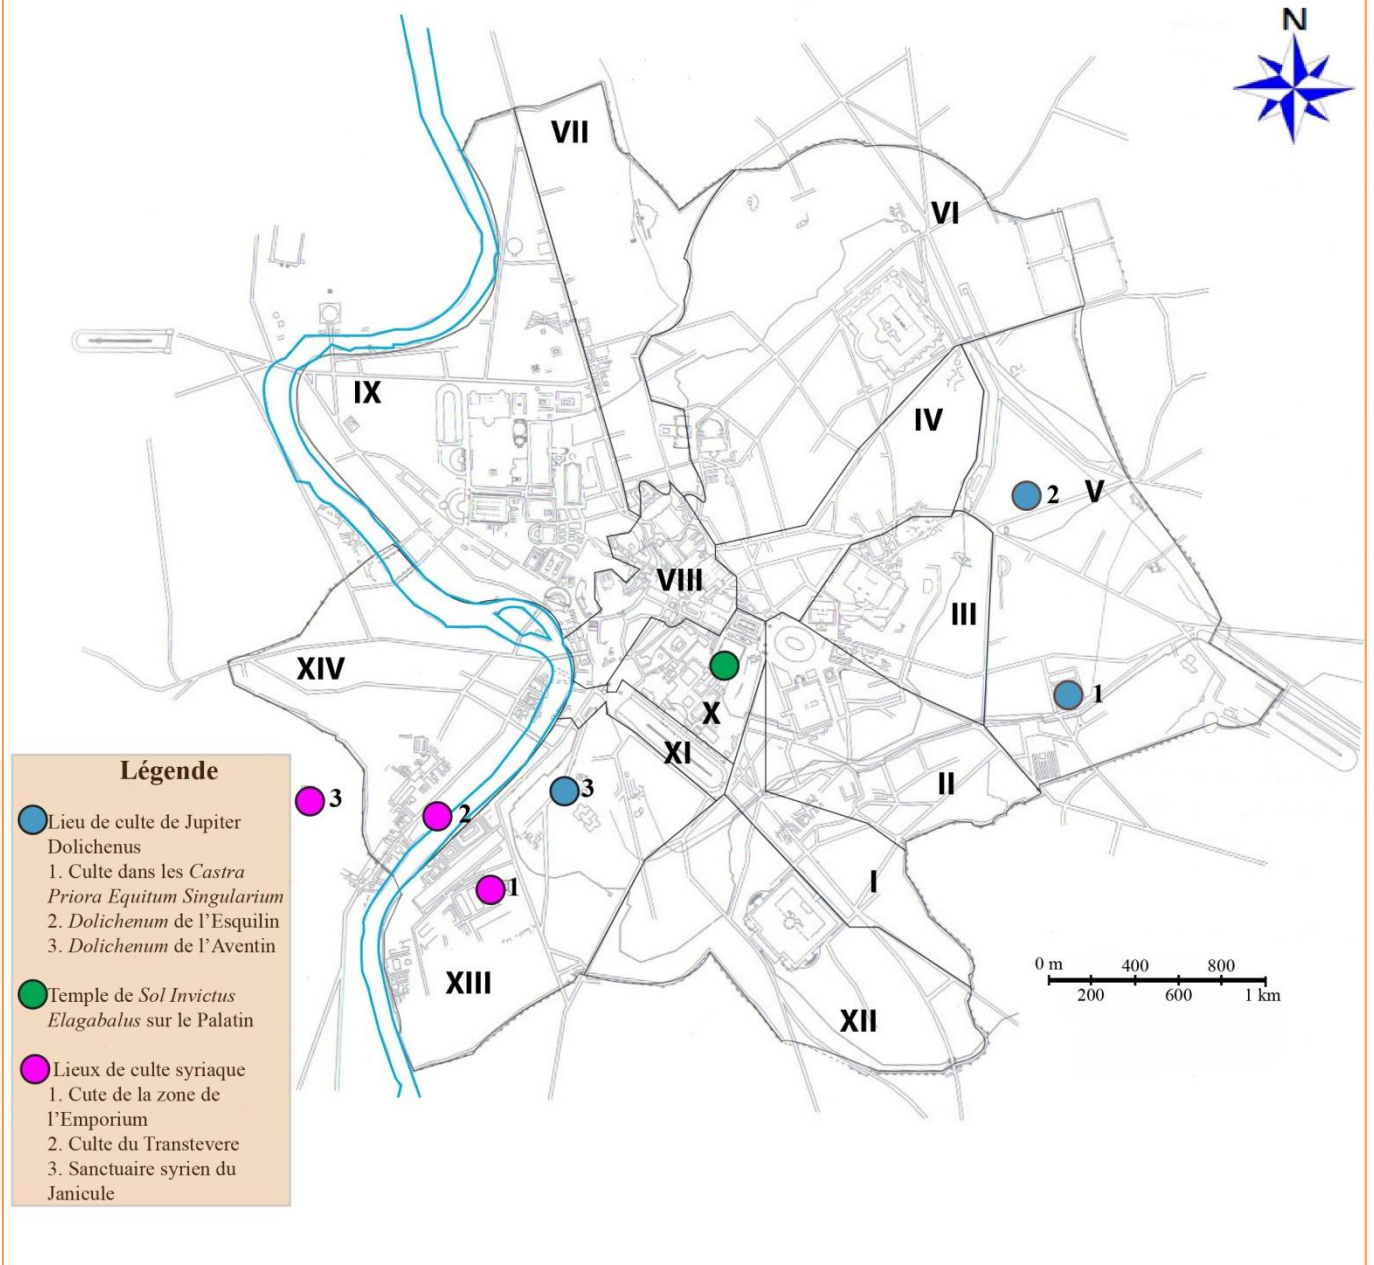 N
VII
VI
IX
IV
2
V
VIII
III
XIV
X
1
XI
3
II
3
2
I
1
XIII
XII
0 m 400 800
200 600 1 km
Légende
Lieu de culte de Jupiter
Dolichenus
1. Culte dans les Castra
Priora Equitum Singularium
2. Dolichenum de l’Esquilin
3. Dolichenum de l’Aventin
Temple de Sol Invictus
Elagabalus sur le Palatin
Lieux de culte syriaque
1. Cute de la zone de
l’Emporium
2. Culte du Transtevere
3. Sanctuaire syrien du
Janicule